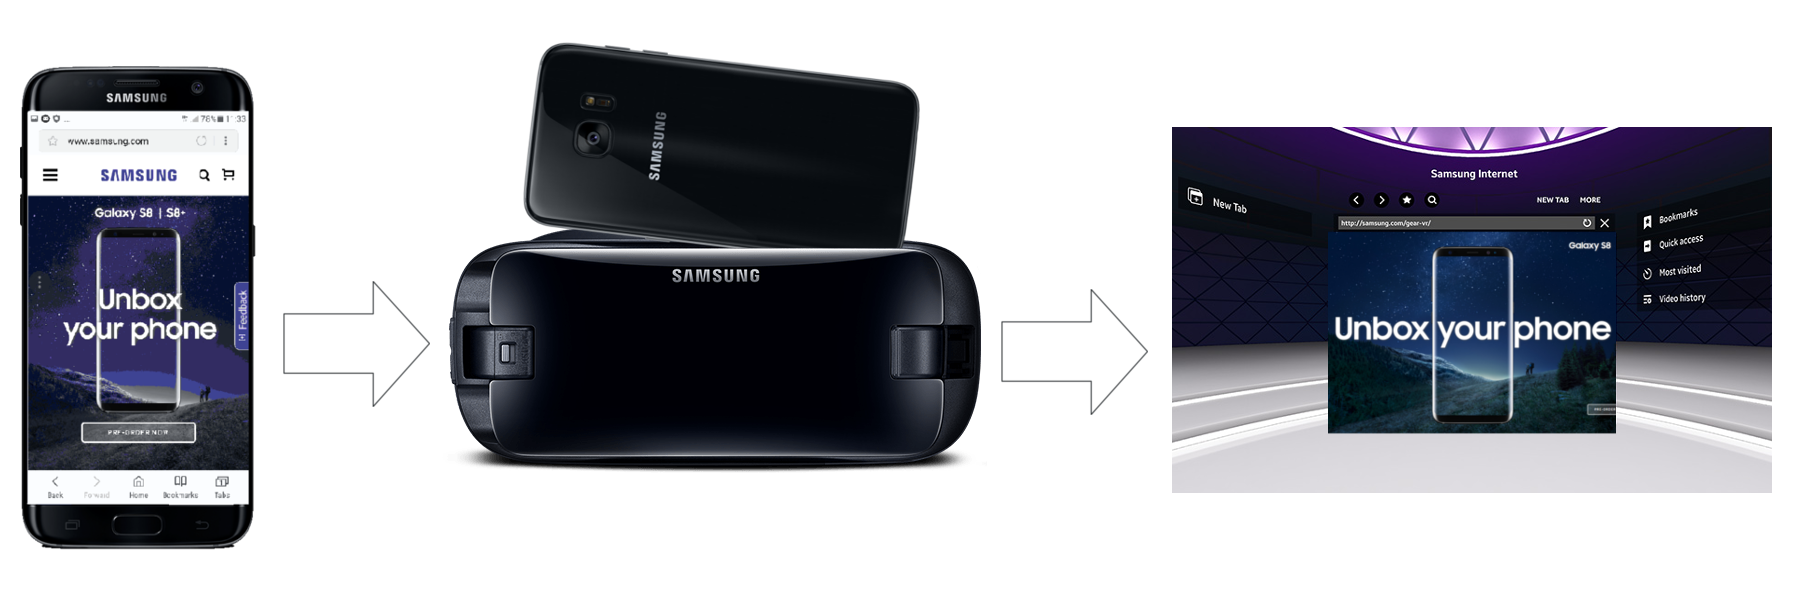 SAMSUNG
78% 11:33
www.samsung.com
SAMSUNG
Galaxy S8 | S8+
Unbox
your phone
Feedback
PRE-ORDER NOW
Back Forward Home Bookmarks Tabs
SAMSUNG
SAMSUNG
Samsung Internet
New Tab
NEW TAB MORE
http://samsung.com/gear-vr/
Galaxy S8
Unbox your phone
Bookmarks
Quick access
Most visited
Video history